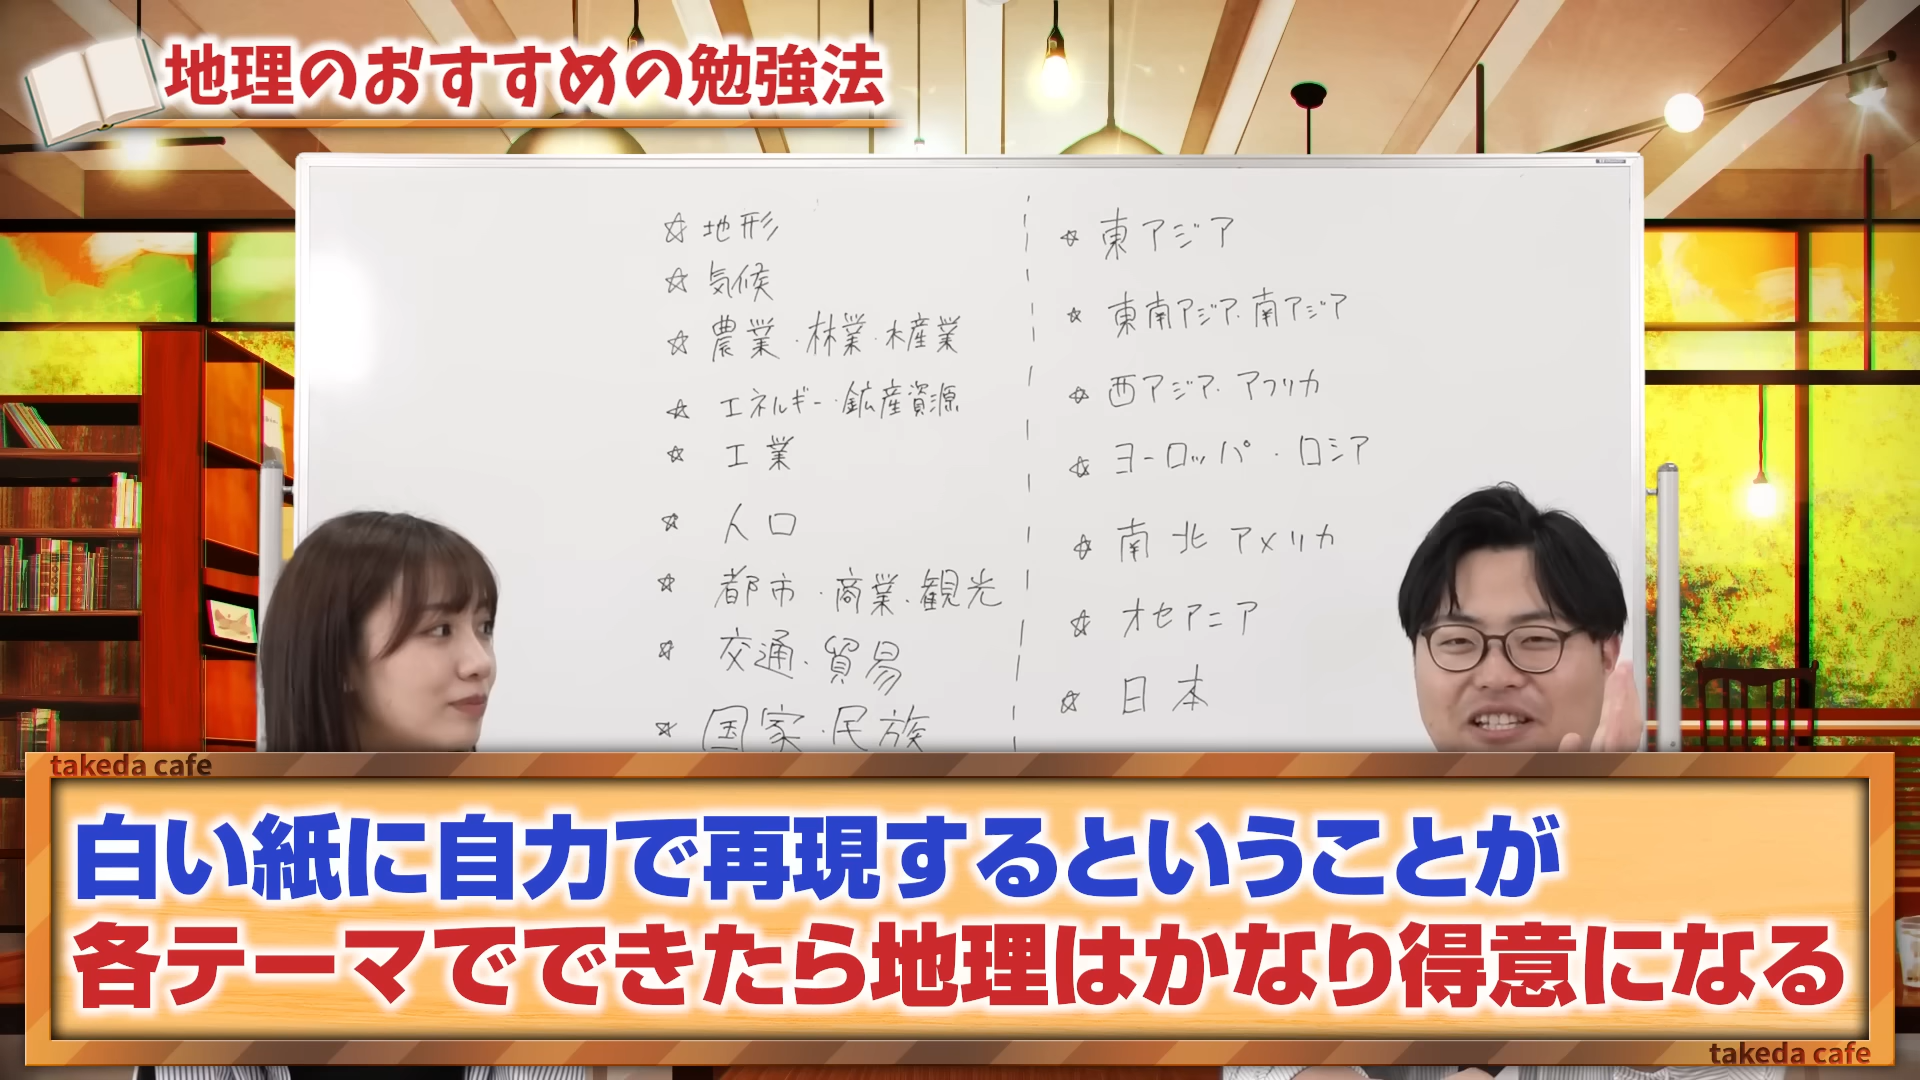 地理のおすすめの勉強法
☆地形
☆気候
☆農業・林業・水産業
☆エネルギー・鉱産資源
☆工業
☆人口
☆都市・商業・観光
☆交通・貿易
☆国家・民族
☆東アジア
☆東南アジア・南アジア
☆西アジア・アフリカ
☆ヨーロッパ・ロシア
☆南北アメリカ
☆オセアニア
☆日本
takeda cafe
白い紙に自力で再現するということが
各テーマでできたら地理はかなり得意になる
takeda cafe